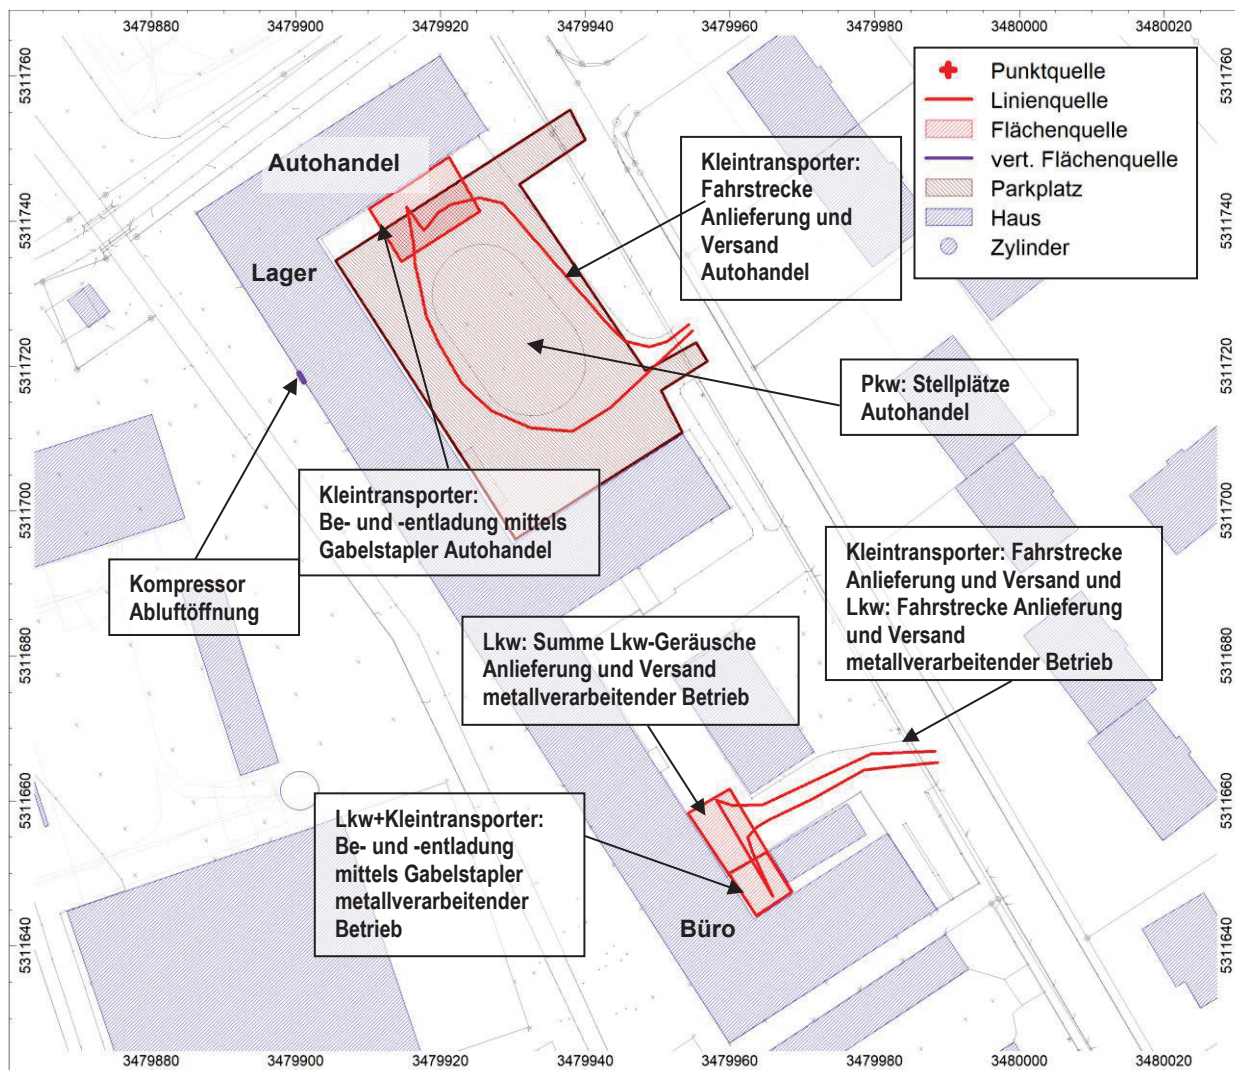 3479880 3479900 3479920 3479940 3479960 3479980 3480000 3480020
5311760
5311740
5311720
5311700
5311680
5311660
5311640
Punktquelle
Linienquelle
Flächenquelle
vert. Flächenquelle
Parkplatz
Haus
Zylinder
Autohandel
Lager
Kleintransporter:
Fahrstrecke
Anlieferung und
Versand
Autohandel
Pkw: Stellplätze
Autohandel
Kleintransporter:
Be- und -entladung mittels
Gabelstapler Autohandel
Kompressor
Abluftöffnung
Kleintransporter: Fahrstrecke
Anlieferung und Versand und
Lkw: Fahrstrecke Anlieferung
und Versand
metallverarbeitender Betrieb
Lkw: Summe Lkw-Geräusche
Anlieferung und Versand
metallverarbeitender Betrieb
Lkw+Kleintransporter:
Be- und -entladung
mittels Gabelstapler
metallverarbeitender
Betrieb
Büro
5311760
5311740
5311720
5311700
5311680
5311660
5311640
3479880 3479900 3479920 3479940 3479960 3479980 3480000 3480020